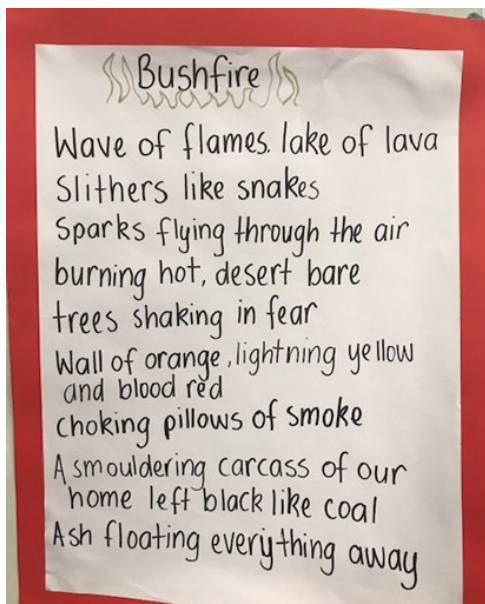 Bushfire
Wave of flames. lake of lava
Slithers like snakes
Sparks flying through the air
burning hot, desert bare
trees shaking in fear
Wall of orange, lightning yellow
and blood red
choking pillows of smoke
A smouldering carcass of our
home left black like coal
Ash floating everything away